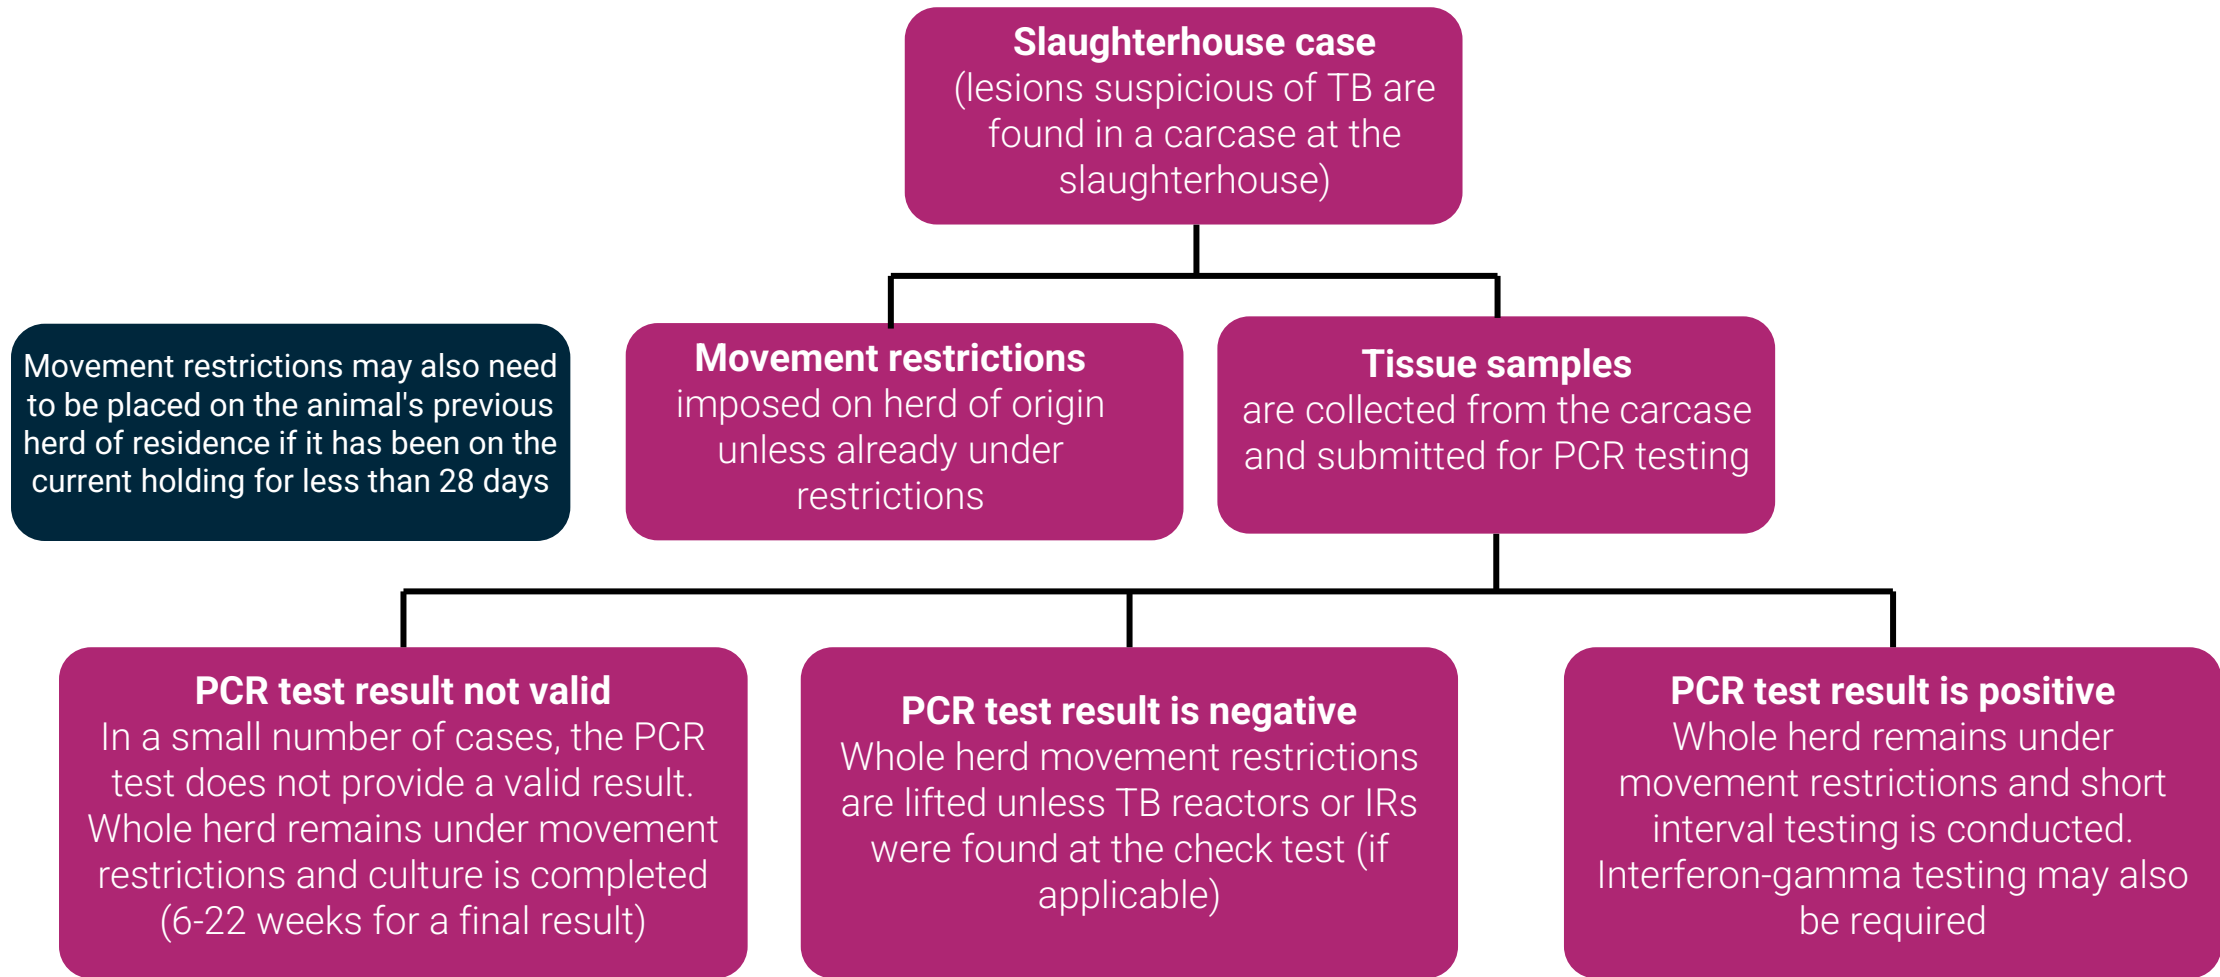 Slaughterhouse case
(lesions suspicious of TB are
found in a carcase at the
slaughterhouse)
Movement restrictions may also need
to be placed on the animal's previous
herd of residence if it has been on the
current holding for less than 28 days
Movement restrictions
imposed on herd of origin
unless already under
restrictions
Tissue samples
are collected from the carcase
and submitted for PCR testing
PCR test result not valid
In a small number of cases, the PCR
test does not provide a valid result.
Whole herd remains under movement
restrictions and culture is completed
(6-22 weeks for a final result)
PCR test result is negative
Whole herd movement restrictions
are lifted unless TB reactors or IRs
were found at the check test (if
applicable)
PCR test result is positive
Whole herd remains under
movement restrictions and short
interval testing is conducted.
Interferon-gamma testing may also
be required